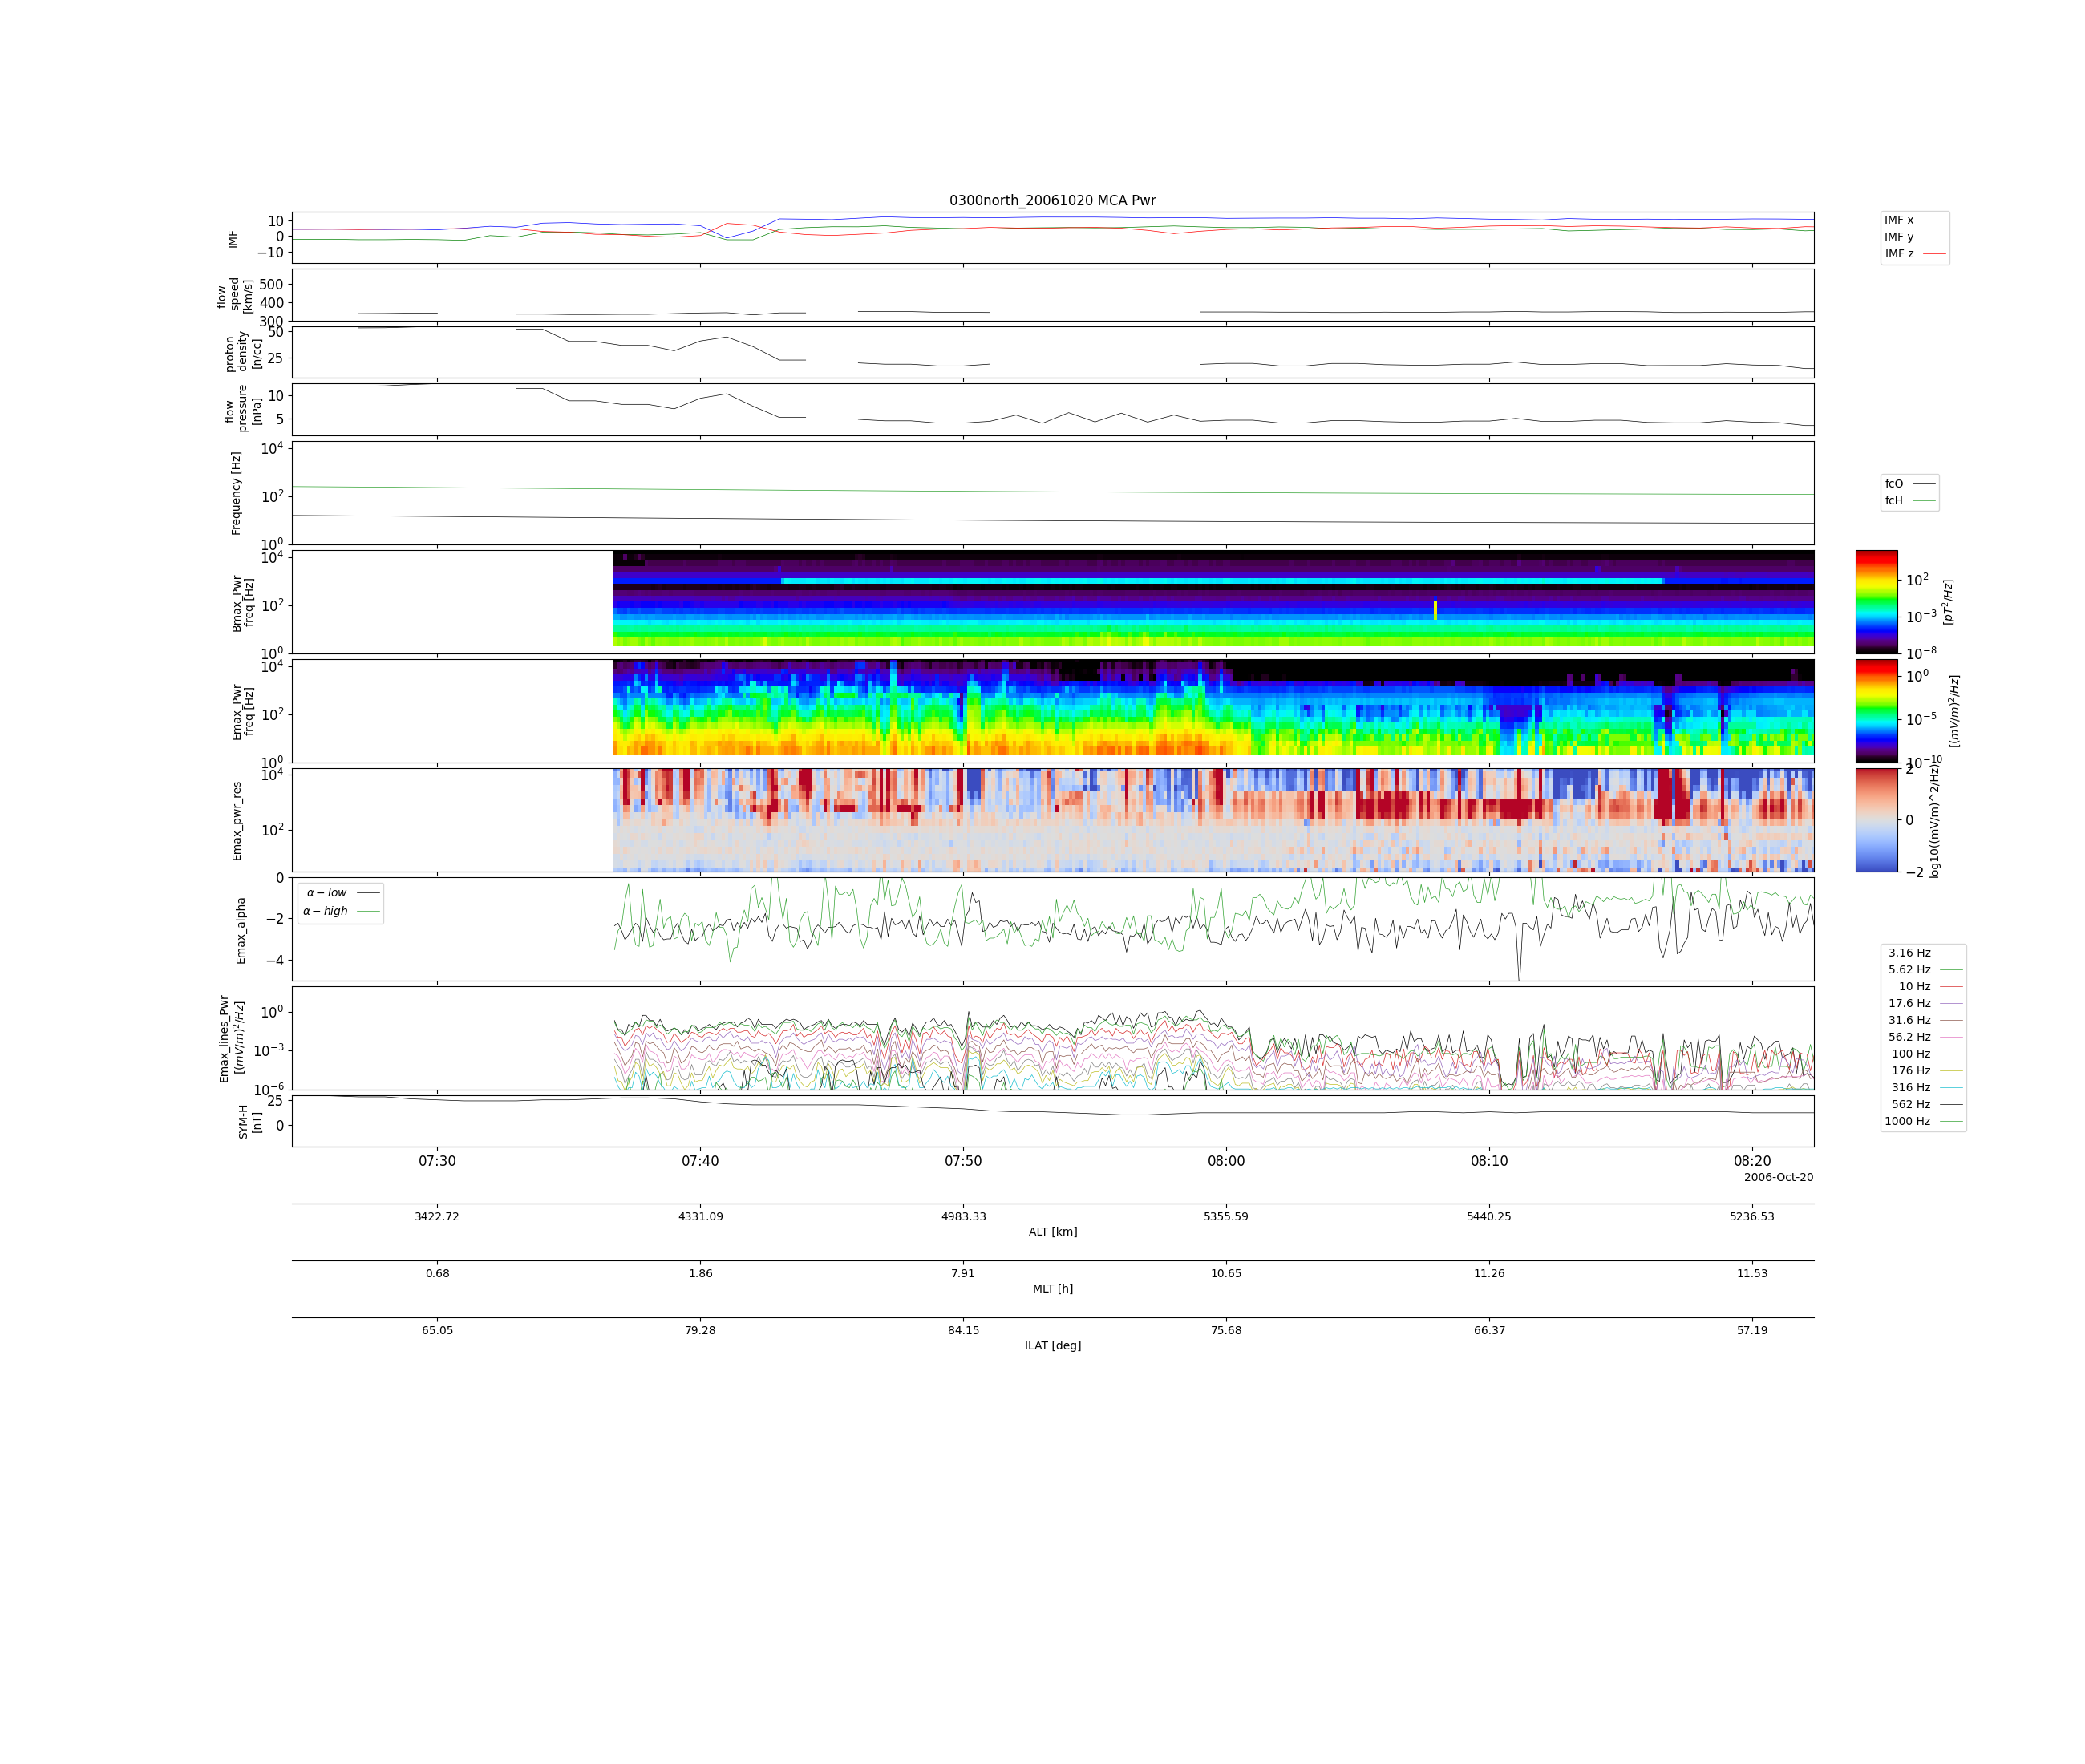 0300north_20061020 MCA Pwr
IMF
10
0
−10
IMF x
IMF y
IMF z
flow
speed
[km/s]
500
400
300
proton
density
[n/cc]
50
25
flow
pressure
[nPa]
10
5
Frequency [Hz]
10^4
10^2
10^0
fcO
fcH
Bmax_Pwr
freq [Hz]
10^4
10^2
10^0
10^2
10^−3
10^−8
[pT^2/Hz]
Emax_Pwr
freq [Hz]
10^4
10^2
10^0
10^0
10^−5
10^−10
[(mV/m)^2/Hz]
Emax_pwr_res
10^4
10^2
2
0
−2
log10((mV/m)^2/Hz)
Emax_alpha
0
−2
−4
α − low
α − high
Emax_lines_Pwr
[(mV/m)^2/Hz]
10^0
10^−3
10^−6
3.16 Hz
5.62 Hz
10 Hz
17.6 Hz
31.6 Hz
56.2 Hz
100 Hz
176 Hz
316 Hz
562 Hz
1000 Hz
SYM-H
[nT]
25
0
07:30 07:40 07:50 08:00 08:10 08:20
2006-Oct-20
3422.72 4331.09 4983.33 5355.59 5440.25 5236.53
ALT [km]
0.68 1.86 7.91 10.65 11.26 11.53
MLT [h]
65.05 79.28 84.15 75.68 66.37 57.19
ILAT [deg]